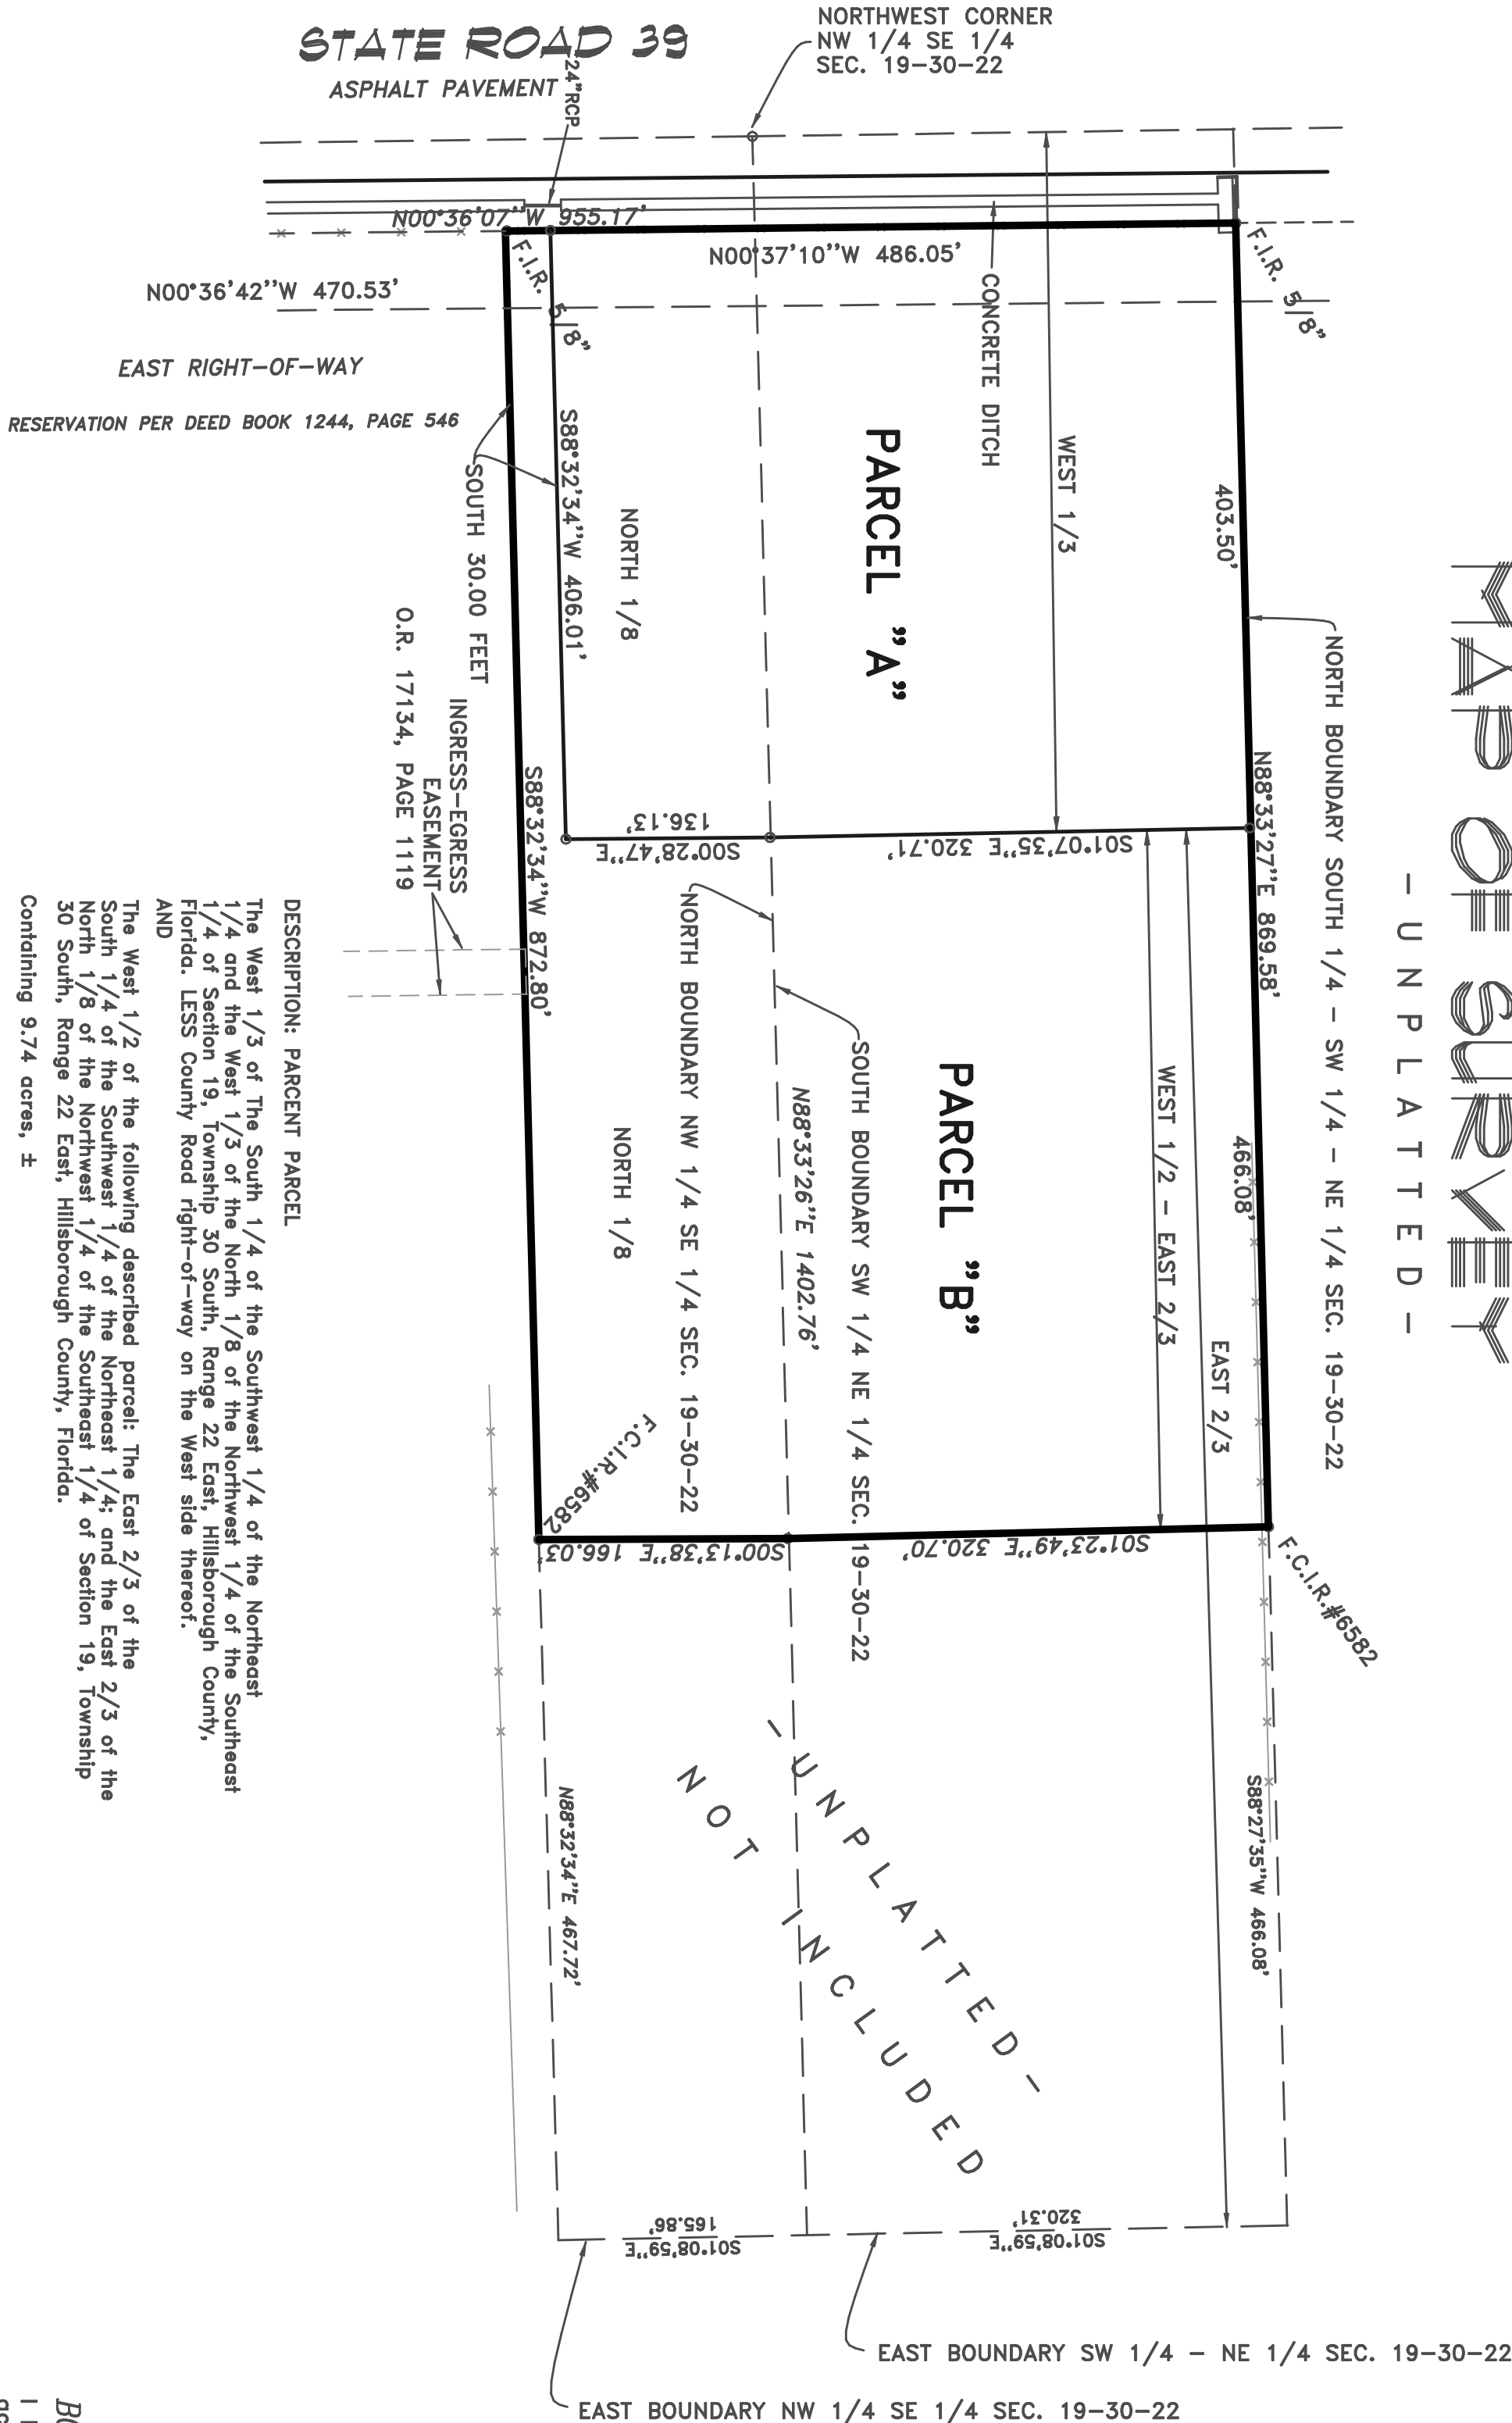 MAP OF SURVEY
- UNPLATTED -
STATE ROAD 39
ASPHALT PAVEMENT
24"RCP
NORTHWEST CORNER
NW 1/4 SE 1/4
SEC. 19-30-22
N00°36'07"W 955.17'
N00°37'10"W 486.05'
N00°36'42"W 470.53'
EAST RIGHT-OF-WAY
RESERVATION PER DEED BOOK 1244, PAGE 546
F.I.R. 5/8"
F.I.R. 5/8"
CONCRETE DITCH
WEST 1/3
403.50'
NORTH BOUNDARY SOUTH 1/4 - SW 1/4 - NE 1/4 SEC. 19-30-22
N88°33'27"E 869.58'
PARCEL "A"
NORTH 1/8
S88°32'34"W 406.01'
SOUTH 30.00 FEET
INGRESS-EGRESS
EASEMENT
O.R. 17134, PAGE 1119
S88°32'34"W 872.80'
136.13'
S00°28'47"E
S01°07'35"E 320.71'
NORTH BOUNDARY NW 1/4 SE 1/4 SEC. 19-30-22
SOUTH BOUNDARY SW 1/4 NE 1/4 SEC. 19-30-22
N88°33'26"E 1402.76'
PARCEL "B"
NORTH 1/8
WEST 1/2 - EAST 2/3
EAST 2/3
466.08'
F.C.I.R.#6582
F.C.I.R.#6582
S00°13'38"E 166.03'
S01°23'49"E 320.70'
- UNPLATTED -
NOT INCLUDED
N88°32'34"E 467.72'
S88°27'35"W 466.08'
165.86'
S01°08'59"E
320.31'
S01°08'59"E
EAST BOUNDARY SW 1/4 - NE 1/4 SEC. 19-30-22
EAST BOUNDARY NW 1/4 SE 1/4 SEC. 19-30-22
DESCRIPTION: PARCENT PARCEL
The West 1/3 of The South 1/4 of the Southwest 1/4 of the Northeast
1/4 and the West 1/3 of the North 1/8 of the Northwest 1/4 of the Southeast
1/4 of Section 19, Township 30 South, Range 22 East, Hillsborough County,
Florida. LESS County Road right-of-way on the West side thereof.
AND
The West 1/2 of the following described parcel: The East 2/3 of the
South 1/4 of the Southwest 1/4 of the Northeast 1/4; and the East 2/3 of the
North 1/8 of the Northwest 1/4 of the Southeast 1/4 of Section 19, Township
30 South, Range 22 East, Hillsborough County, Florida.
Containing 9.74 acres, ±